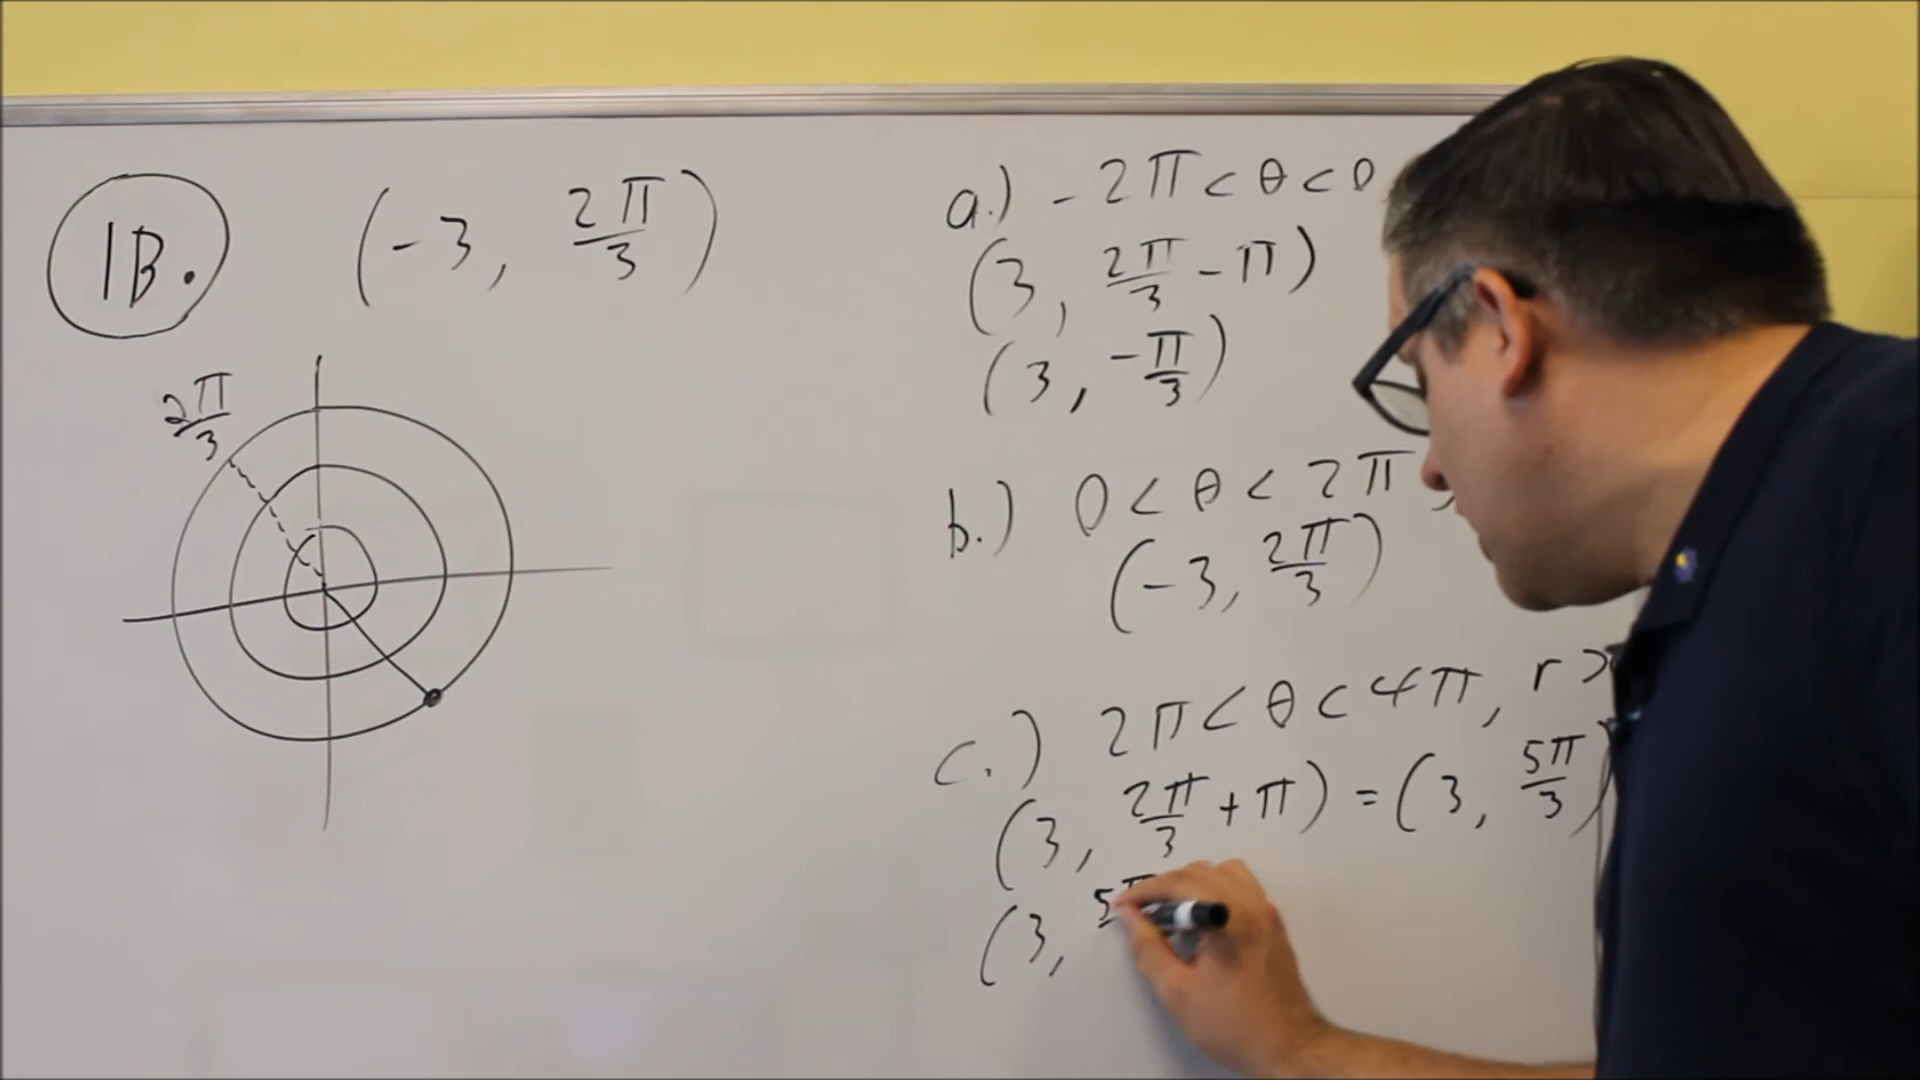 1B. (-3, 2π/3)
2π/3
a.) -2π < θ < 0
(3, 2π/3 - π)
(3, -π/3)
b.) 0 < θ < 2π,
(-3, 2π/3)
c.) 2π < θ < 4π, r >
(3, 2π/3 + π) = (3, 5π/3)
(3, 5π